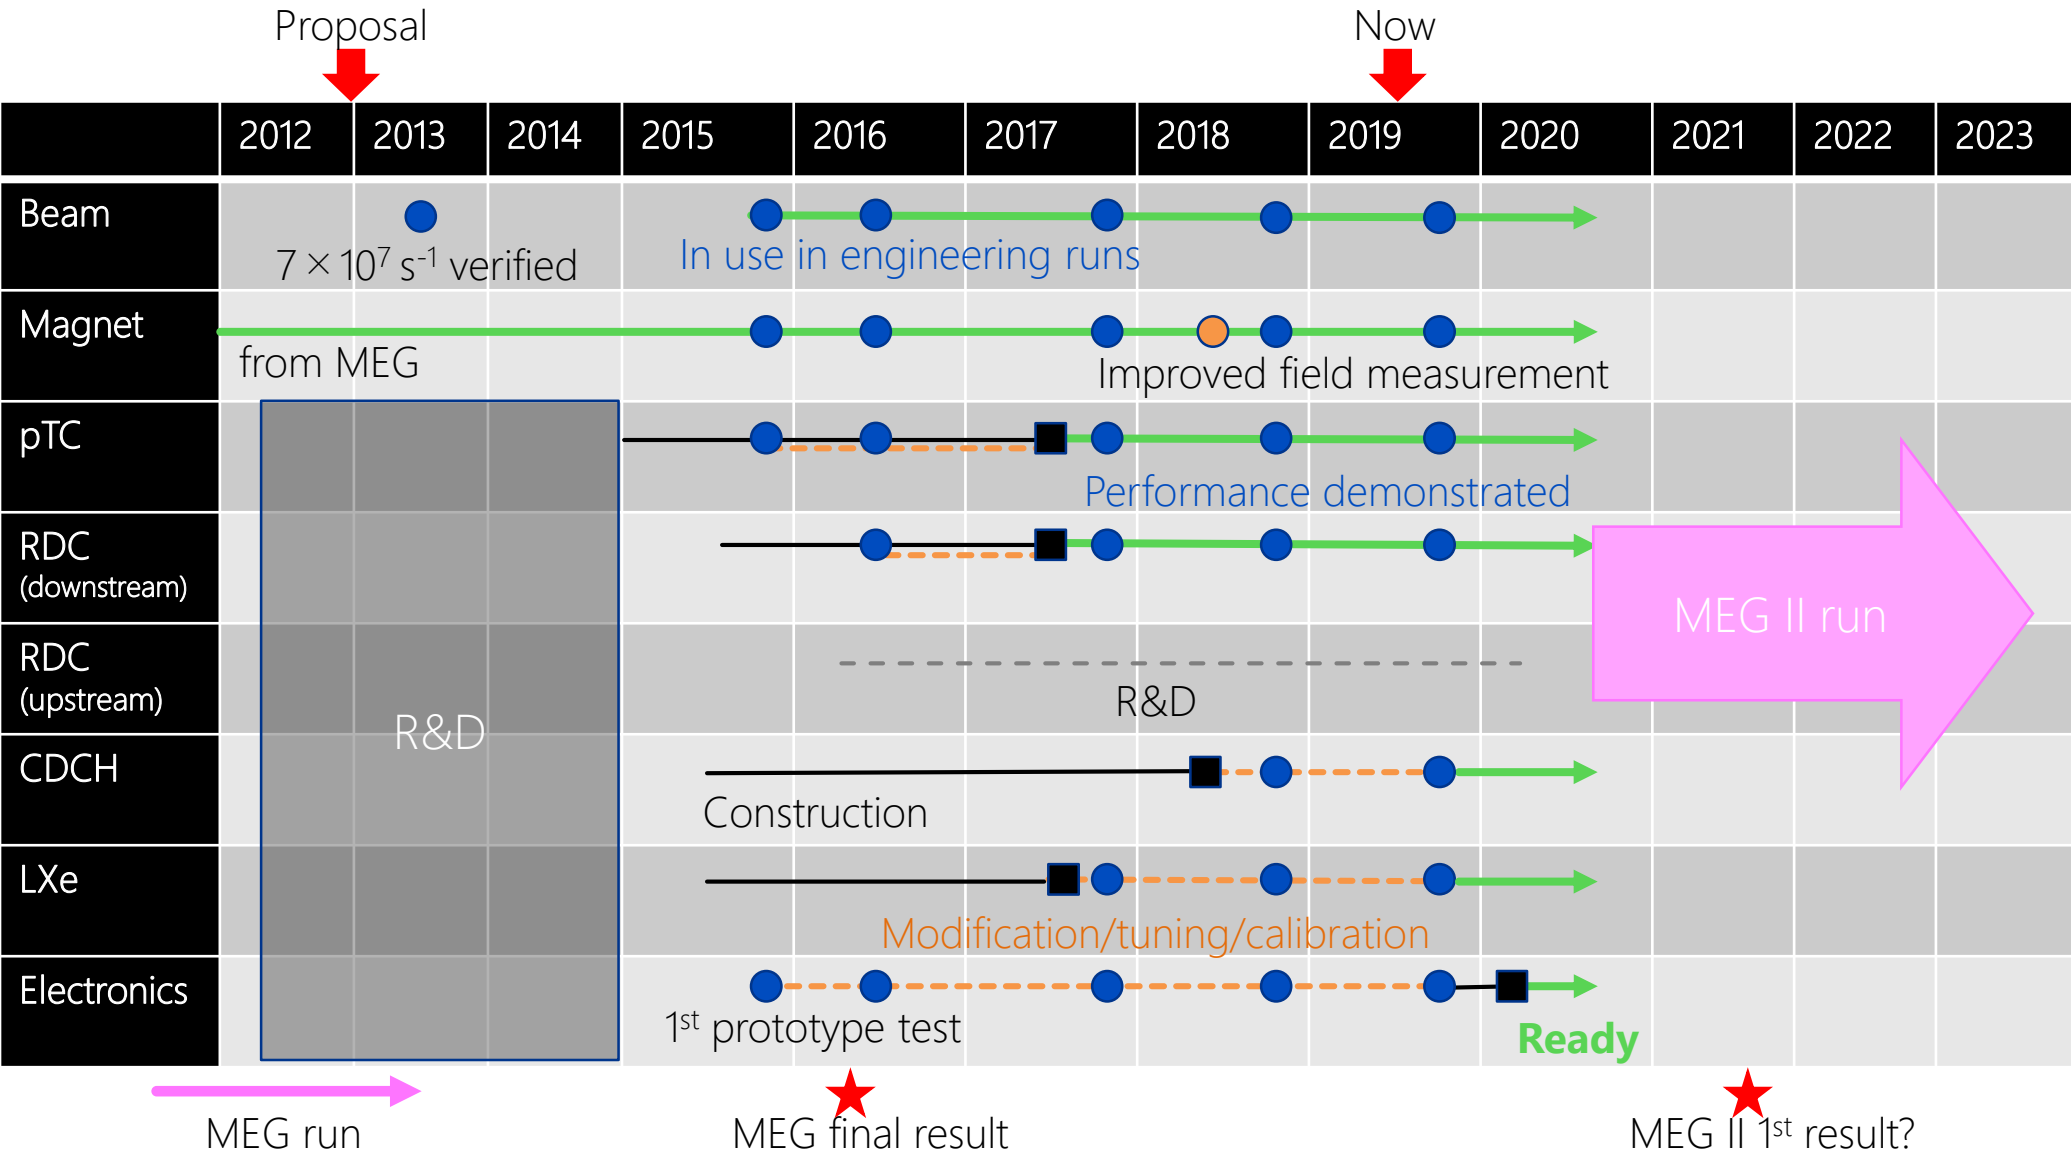 Proposal
Now
2012 2013 2014 2015 2016 2017 2018 2019 2020 2021 2022 2023
Beam
7×10⁷ s⁻¹ verified
In use in engineering runs
Magnet
from MEG
Improved field measurement
pTC
Performance demonstrated
RDC
(downstream)
MEG II run
RDC
(upstream)
R&D
R&D
CDCH
Construction
LXe
Modification/tuning/calibration
Electronics
1st prototype test
Ready
MEG run
MEG final result
MEG II 1st result?